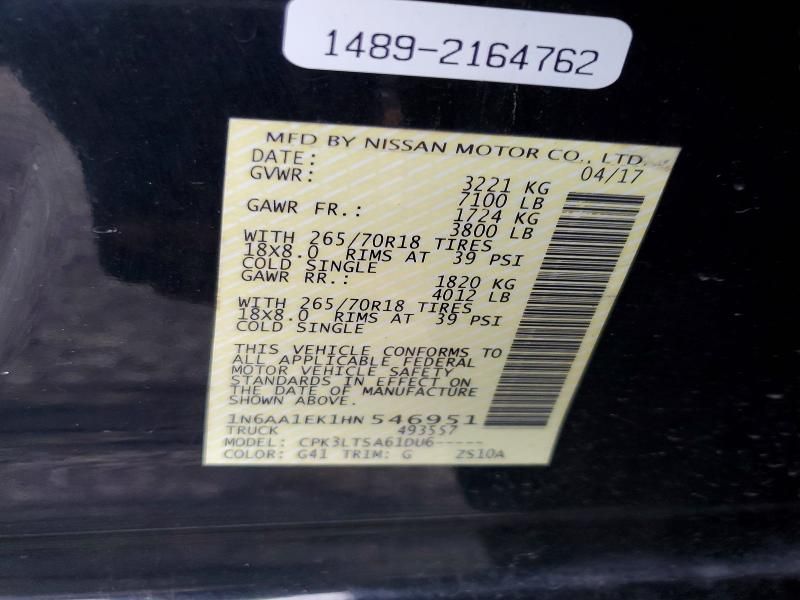 1489-2164762
MFD BY NISSAN MOTOR CO., LTD.
DATE: 04/17
GVWR: 3221 KG
7100 LB
GAWR FR.: 1724 KG
3800 LB
WITH 265/70R18 TIRES
18X8.0 RIMS AT 39 PSI
COLD SINGLE
GAWR RR.: 1820 KG
4012 LB
WITH 265/70R18 TIRES
18X8.0 RIMS AT 39 PSI
COLD SINGLE
THIS VEHICLE CONFORMS TO
ALL APPLICABLE FEDERAL
MOTOR VEHICLE SAFETY
STANDARDS IN EFFECT ON
THE DATE OF MANUFACTURE
SHOWN ABOVE.
1N6AA1EK1HN546951
TRUCK 493557
MODEL: CPK3LTSA61DU6-----
COLOR: G41 TRIM: G ZS10A